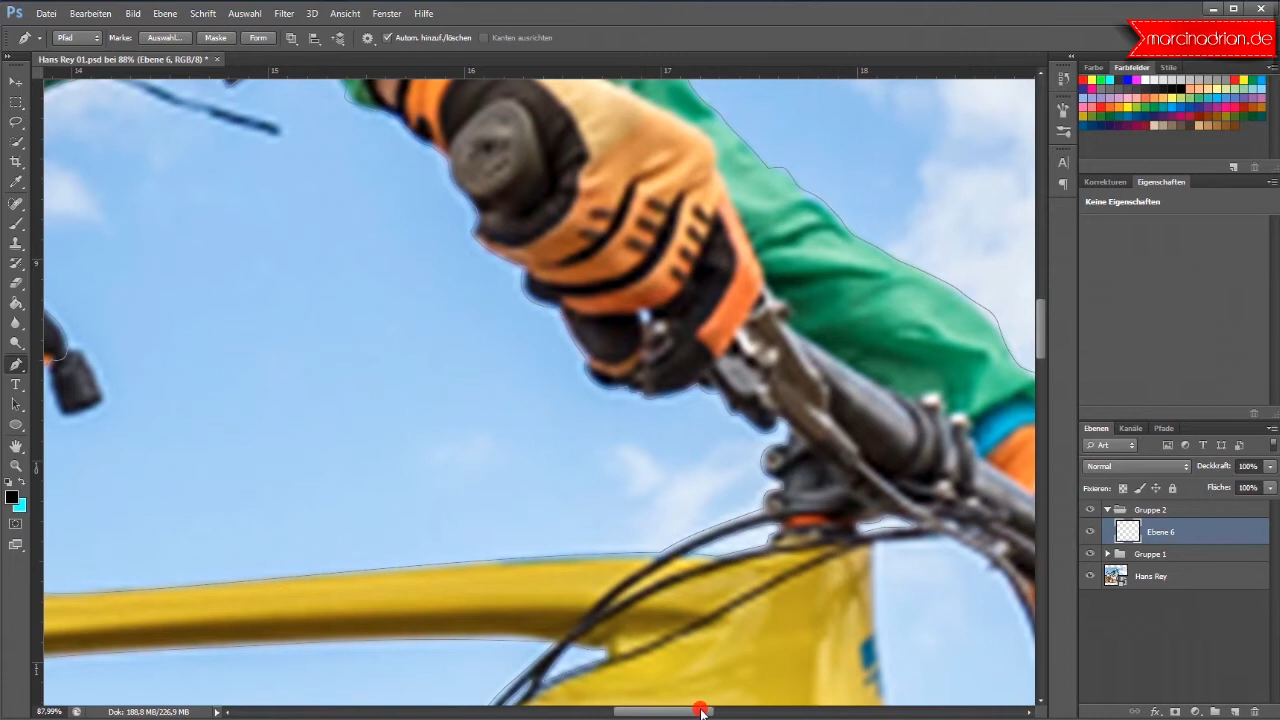 Ps Datei Bearbeiten Bild Ebene Schrift Auswahl Filter 3D Ansicht Fenster Hilfe
marcinadrian.de
Pfad Marke: Auswahl... Maske Form Autom. hinzuf./löschen Kanten ausrichten
Hans Rey 01.psd bei 88% (Ebene 6, RGB/8) * ×
14 15 16 17 18
9
10
11
Farbe Farbfelder Stile
Korrekturen Eigenschaften
Keine Eigenschaften
Ebenen Kanäle Pfade
Art
Normal Deckkraft: 100%
Fixieren: Fläche: 100%
Gruppe 2
Ebene 6
Gruppe 1
Hans Rey
87,99% Dok: 188,8 MB/226,9 MB